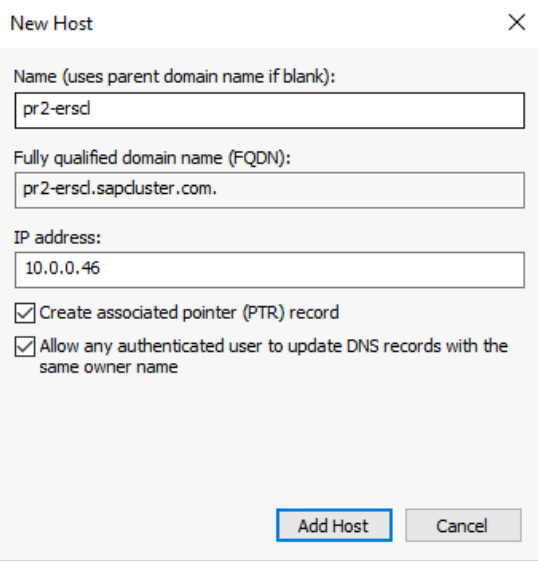 New Host
Name (uses parent domain name if blank):
pr2-erscl
Fully qualified domain name (FQDN):
pr2-erscl.sapcluster.com.
IP address:
10.0.0.46
Create associated pointer (PTR) record
Allow any authenticated user to update DNS records with the
same owner name
Add Host
Cancel